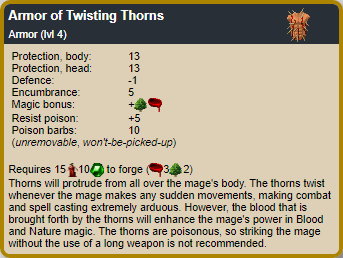 Armor of Twisting Thorns
Armor (lvl 4)
Protection, body: 13
Protection, head: 13
Defence: -1
Encumbrance: 5
Magic bonus: +
Resist poison: +5
Poison barbs: 10
(unremovable, won't-be-picked-up)
Requires 15 10 to forge ( 3 2)
Thorns will protrude from all over the mage's body. The thorns twist
whenever the mage makes any sudden movements, making combat
and spell casting extremely arduous. However, the blood that is
brought forth by the thorns will enhance the mage's power in Blood
and Nature magic. The thorns are poisonous, so striking the mage
without the use of a long weapon is not recommended.